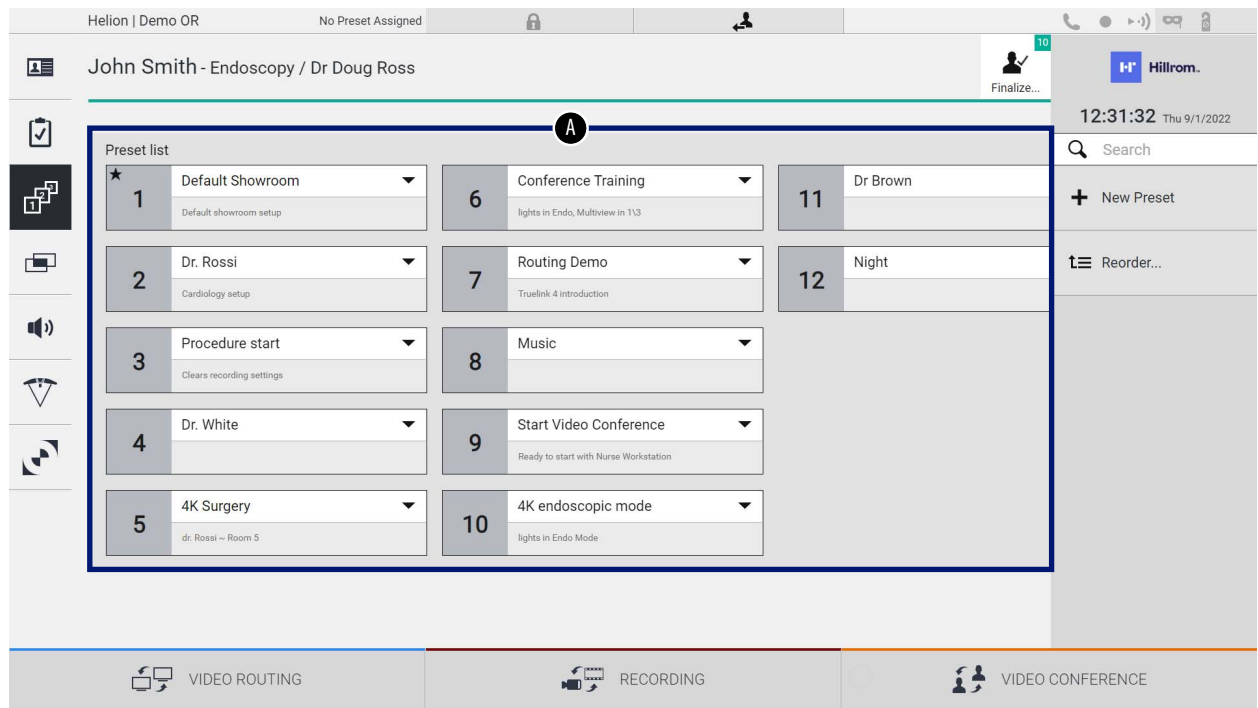 Helion | Demo OR No Preset Assigned
10
John Smith - Endoscopy / Dr Doug Ross
Finalize...
Hillrom™
12:31:32 Thu 9/1/2022
A
Search
New Preset
Reorder...
Preset list
1 Default Showroom
Default showroom setup
2 Dr. Rossi
Cardiology setup
3 Procedure start
Clears recording settings
4 Dr. White
5 4K Surgery
dr. Rossi ~ Room 5
6 Conference Training
lights in Endo, Multiview in 1\3
7 Routing Demo
Truelink 4 introduction
8 Music
9 Start Video Conference
Ready to start with Nurse Workstation
10 4K endoscopic mode
lights in Endo Mode
11 Dr Brown
12 Night
VIDEO ROUTING
RECORDING
VIDEO CONFERENCE